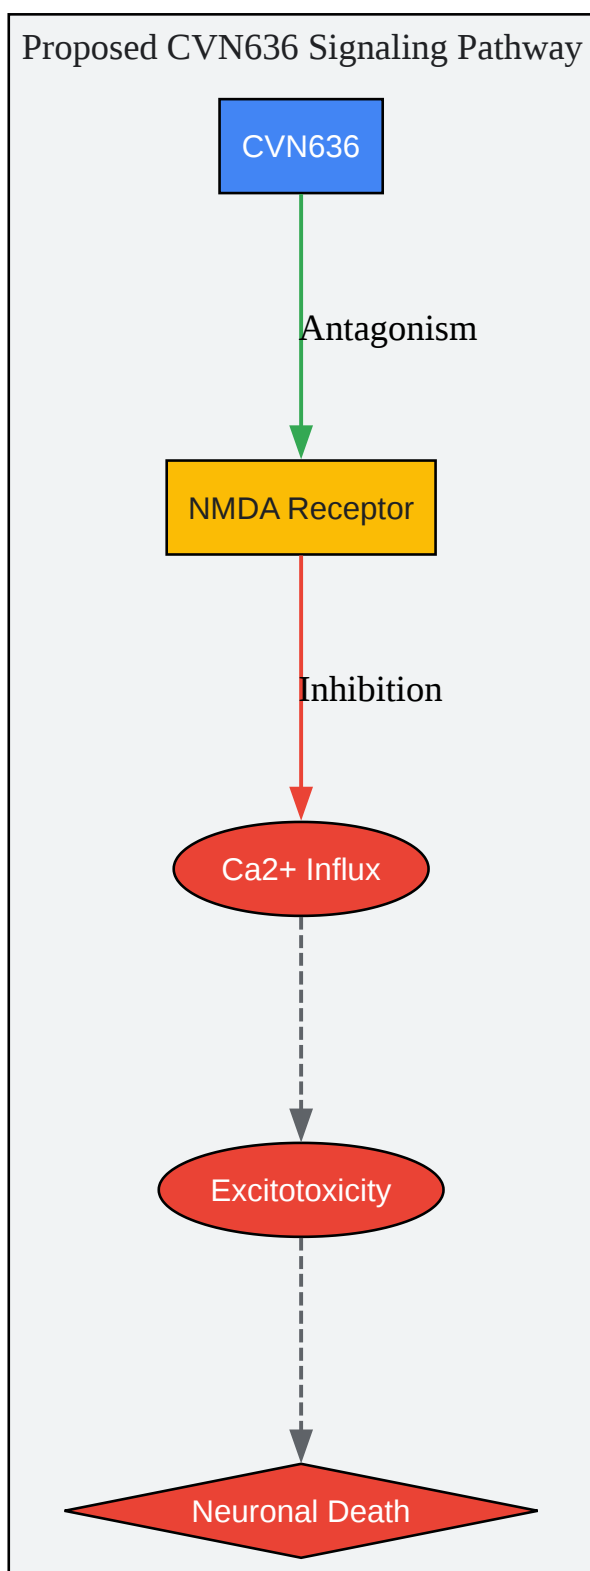 Proposed CVN636 Signaling Pathway
CVN636
Antagonism
NMDA Receptor
Inhibition
Ca2+ Influx
Excitotoxicity
Neuronal Death